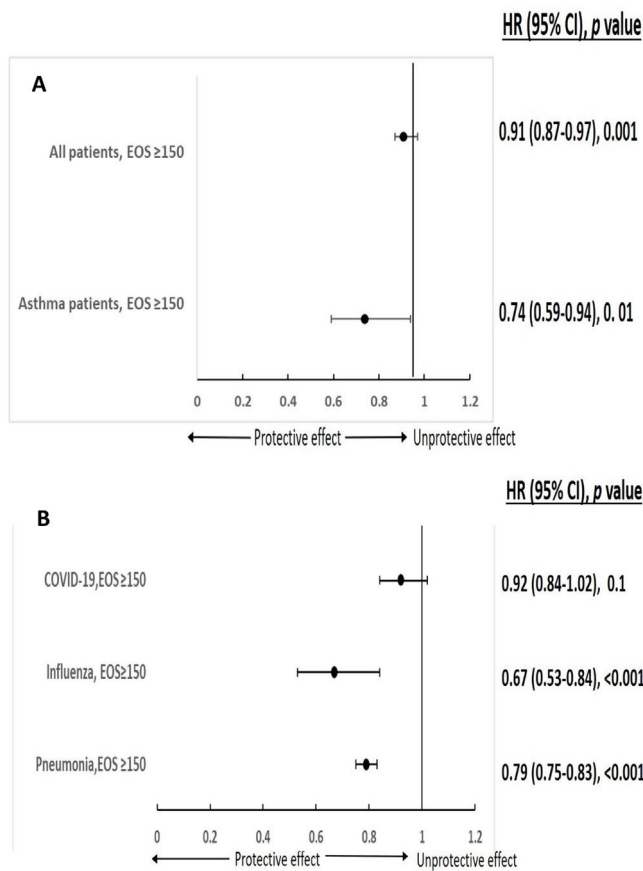 HR (95% CI), p value
A
All patients, EOS ≥150
0.91 (0.87-0.97), 0.001
Asthma patients, EOS ≥150
0.74 (0.59-0.94), 0. 01
0 0.2 0.4 0.6 0.8 1 1.2
Protective effect Unprotective effect
HR (95% CI), p value
B
COVID-19,EOS≥150
0.92 (0.84-1.02), 0.1
Influenza, EOS≥150
0.67 (0.53-0.84), <0.001
Pneumonia,EOS ≥150
0.79 (0.75-0.83), <0.001
0 0.2 0.4 0.6 0.8 1 1.2
Protective effect Unprotective effect